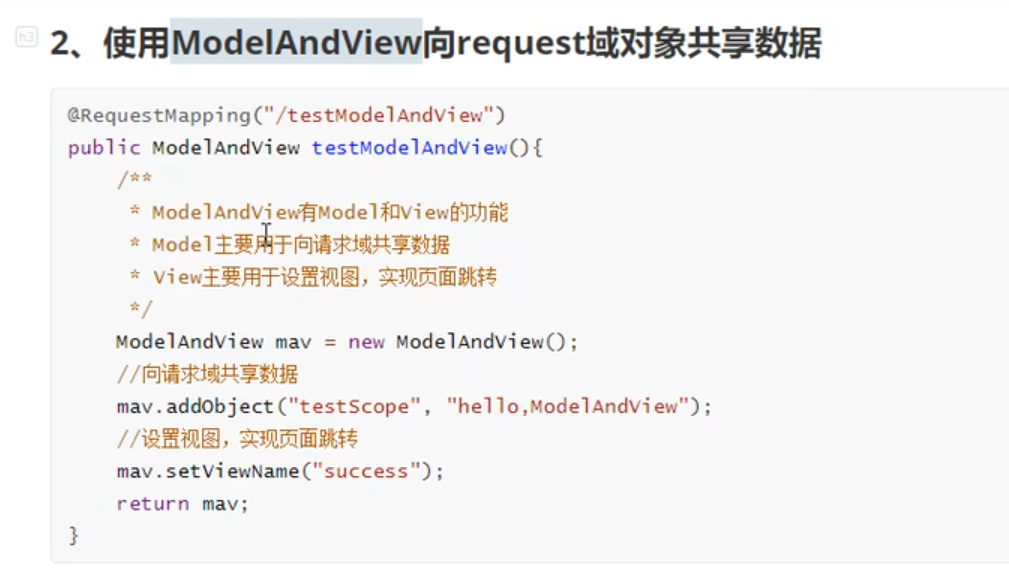 h3
2、使用ModelAndView向request域对象共享数据
@RequestMapping("/testModelAndView")
public ModelAndView testModelAndView(){
/**
* ModelAndView有Model和View的功能
* Model主要用于向请求域共享数据
* View主要用于设置视图，实现页面跳转
*/
ModelAndView mav = new ModelAndView();
//向请求域共享数据
mav.addObject("testScope", "hello,ModelAndView");
//设置视图，实现页面跳转
mav.setViewName("success");
return mav;
}